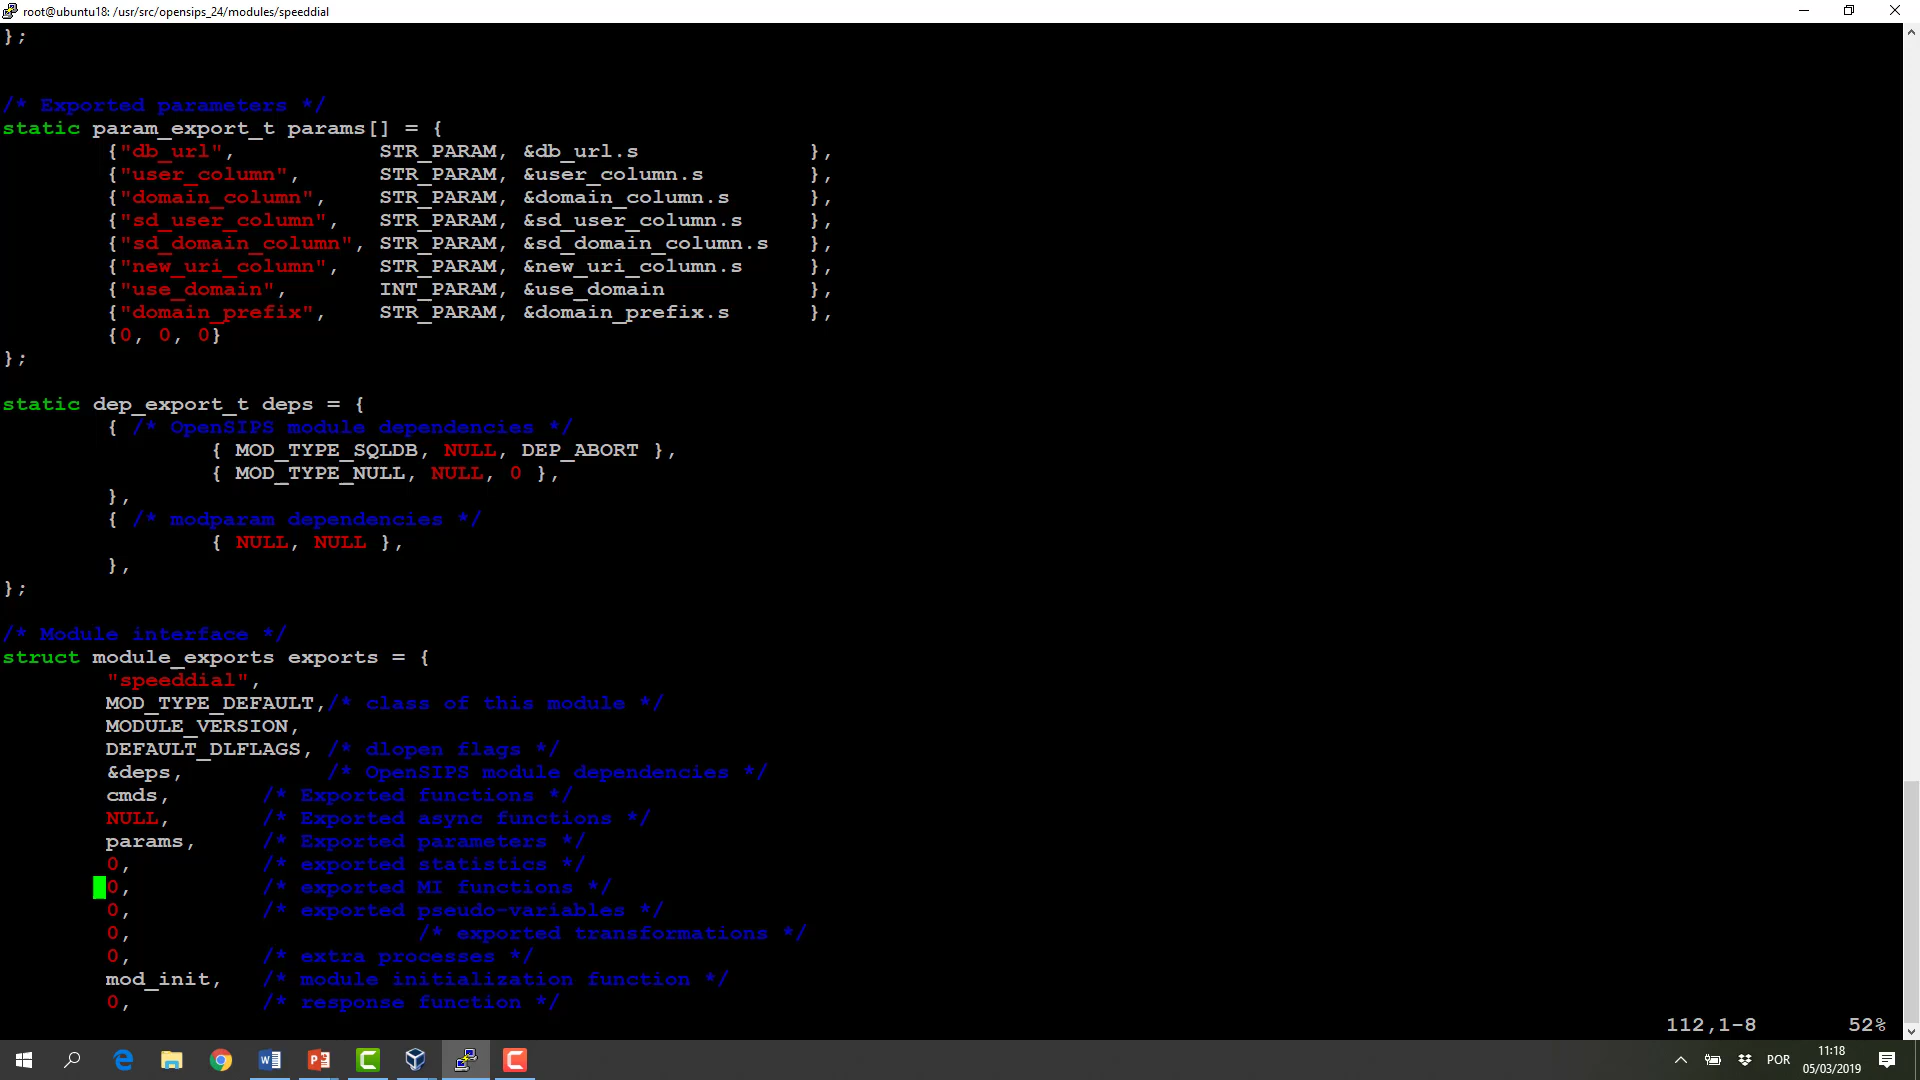 root@ubuntu18: /usr/src/opensips_24/modules/speeddial
};
/* Exported parameters */
static param_export_t params[] = {
{"db_url", STR_PARAM, &db_url.s },
{"user_column", STR_PARAM, &user_column.s },
{"domain_column", STR_PARAM, &domain_column.s },
{"sd_user_column", STR_PARAM, &sd_user_column.s },
{"sd_domain_column", STR_PARAM, &sd_domain_column.s },
{"new_uri_column", STR_PARAM, &new_uri_column.s },
{"use_domain", INT_PARAM, &use_domain },
{"domain_prefix", STR_PARAM, &domain_prefix.s },
{0, 0, 0}
};
static dep_export_t deps = {
{ /* OpenSIPS module dependencies */
{ MOD_TYPE_SQLDB, NULL, DEP_ABORT },
{ MOD_TYPE_NULL, NULL, 0 },
},
{ /* modparam dependencies */
{ NULL, NULL },
},
};
/* Module interface */
struct module_exports exports = {
"speeddial",
MOD_TYPE_DEFAULT,/* class of this module */
MODULE_VERSION,
DEFAULT_DLFLAGS, /* dlopen flags */
&deps, /* OpenSIPS module dependencies */
cmds, /* Exported functions */
NULL, /* Exported async functions */
params, /* Exported parameters */
0, /* exported statistics */
0, /* exported MI functions */
0, /* exported pseudo-variables */
0, /* exported transformations */
0, /* extra processes */
mod_init, /* module initialization function */
0, /* response function */
112,1-8 52%
POR
11:18
05/03/2019